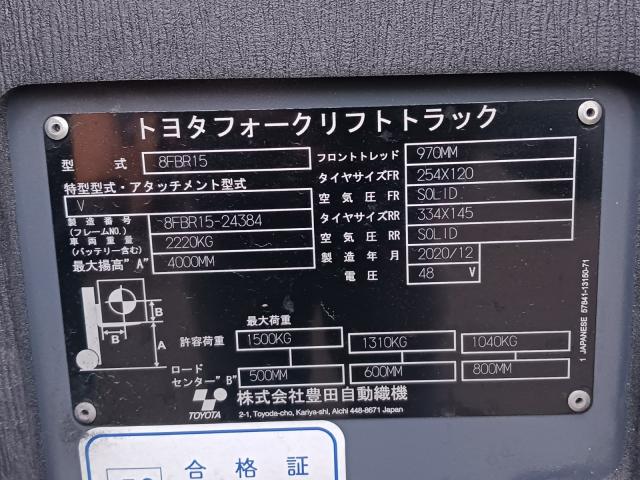 トヨタフォークリフトトラック
型 式 8FBR15 フロントトレッド 970MM
特型型式・アタッチメント型式 タイヤサイズFR 254X120
V 空気圧FR SOLID
製造番号 (フレームNO.) 8FBR15-24384 タイヤサイズRR 334X145
車両重量 (バッテリー含む) 2220KG 空気圧RR SOLID
最大揚高"A" 4000MM 製造年月 2020/12
電圧 48 V
B
B A
最大荷重
許容荷重 1500KG 1310KG 1040KG
ロード
センター"B" 500MM 600MM 800MM
TOYOTA 株式会社豊田自動織機
2-1, Toyoda-cho, Kariya-shi, Aichi 448-8671 Japan
1 JAPANESE 57841-13150-71
合格証